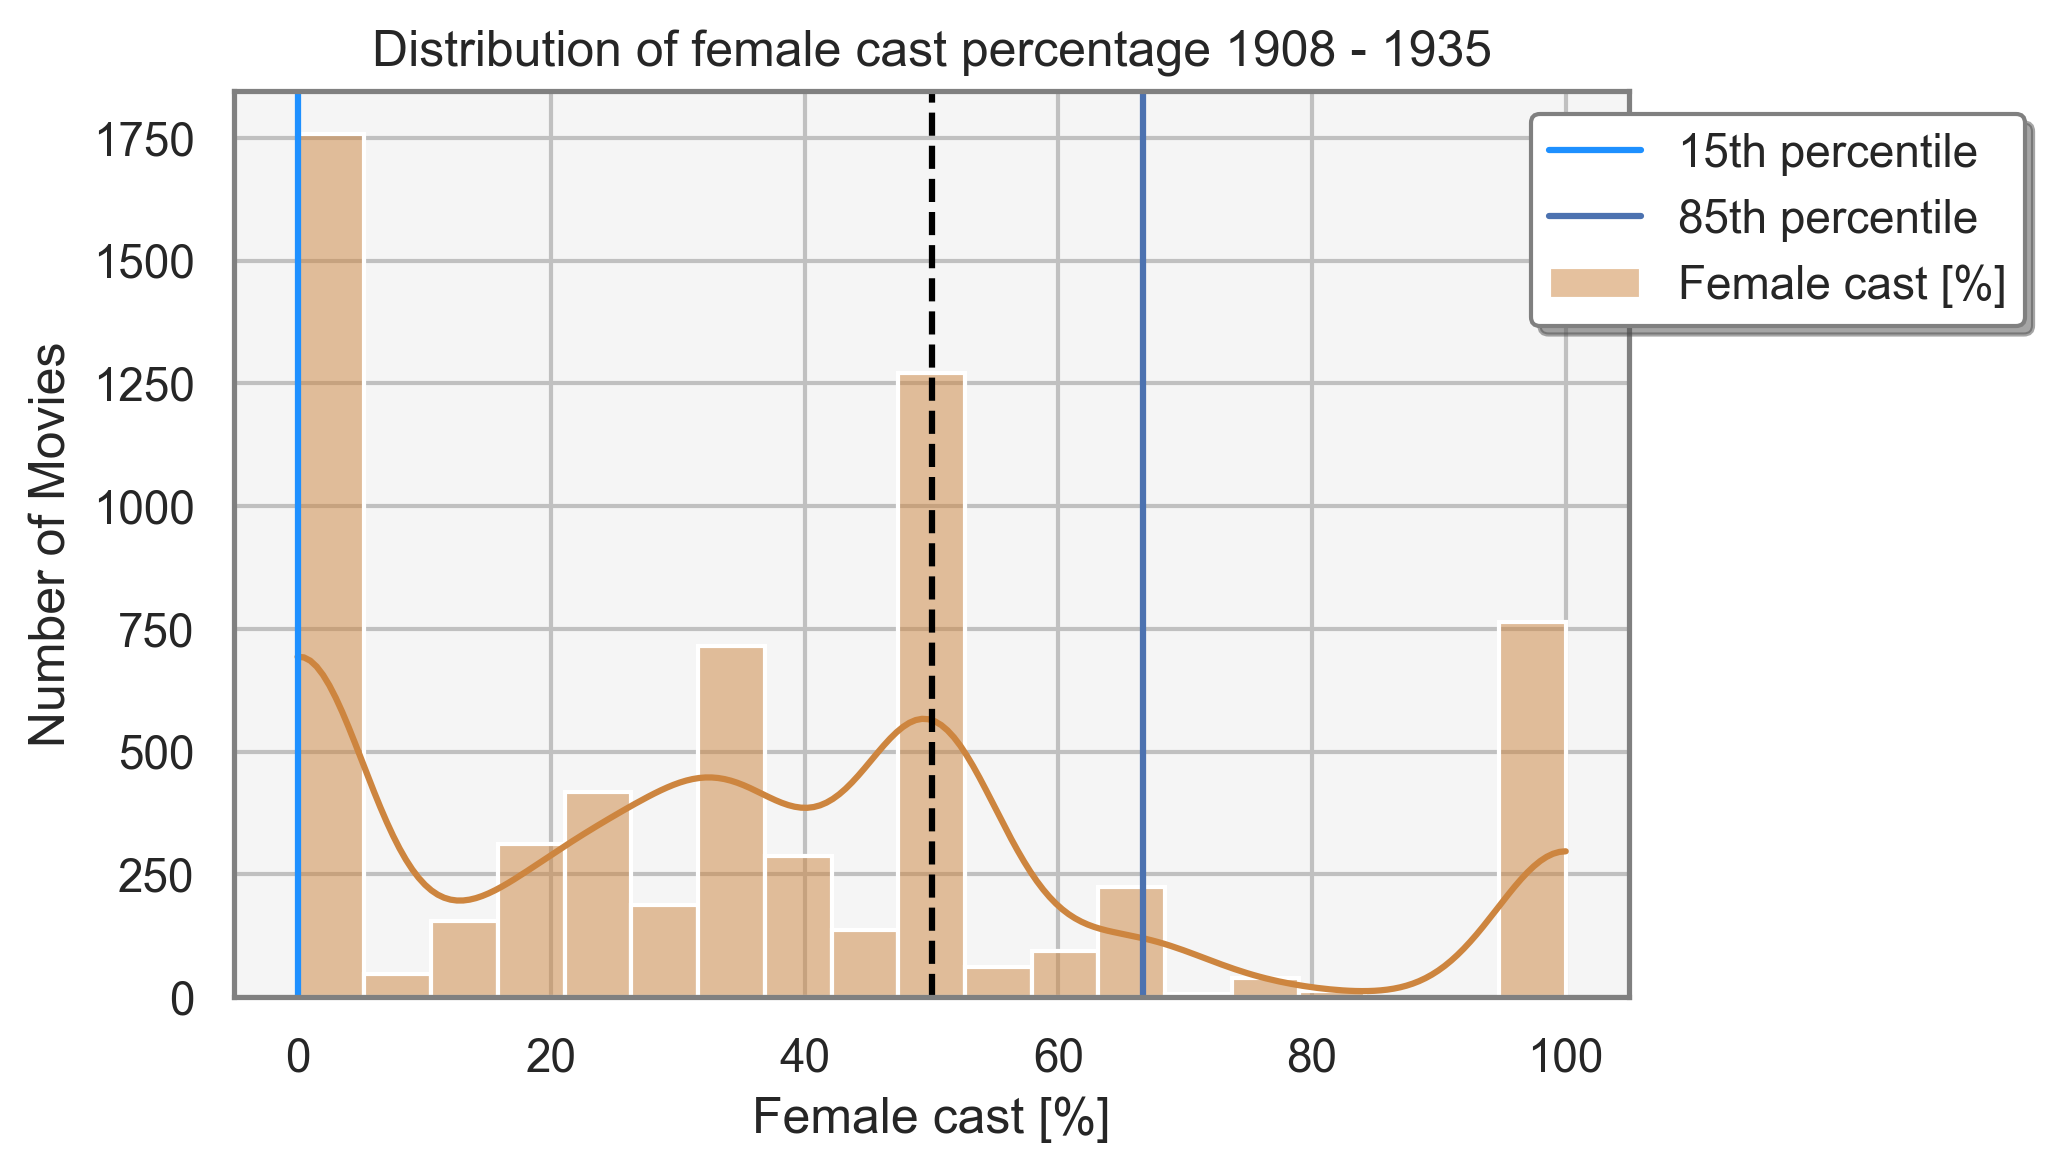 Distribution of female cast percentage 1908 - 1935
15th percentile
85th percentile
Female cast [%]
Number of Movies
1750
1500
1250
1000
750
500
250
0
0 20 40 60 80 100
Female cast [%]